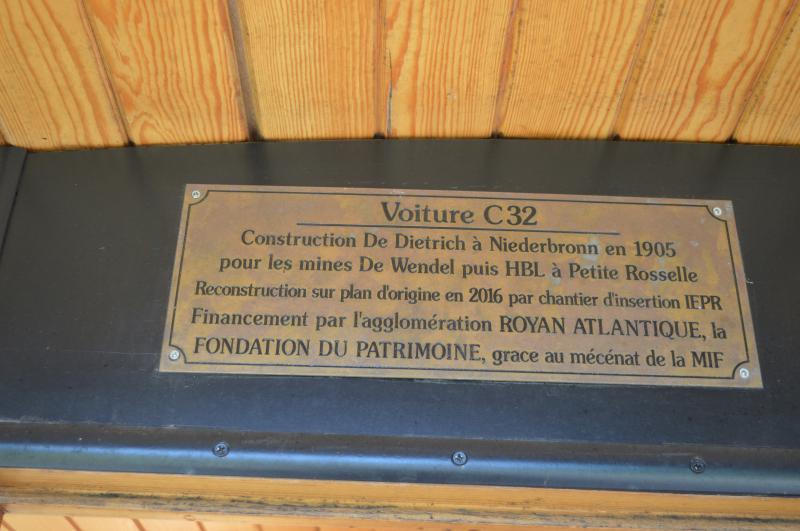 Voiture C32
Construction De Dietrich à Niederbronn en 1905
pour les mines De Wendel puis HBL à Petite Rosselle
Reconstruction sur plan d'origine en 2016 par chantier d'insertion IEPR
Financement par l'agglomération ROYAN ATLANTIQUE, la
FONDATION DU PATRIMOINE, grace au mécénat de la MIF